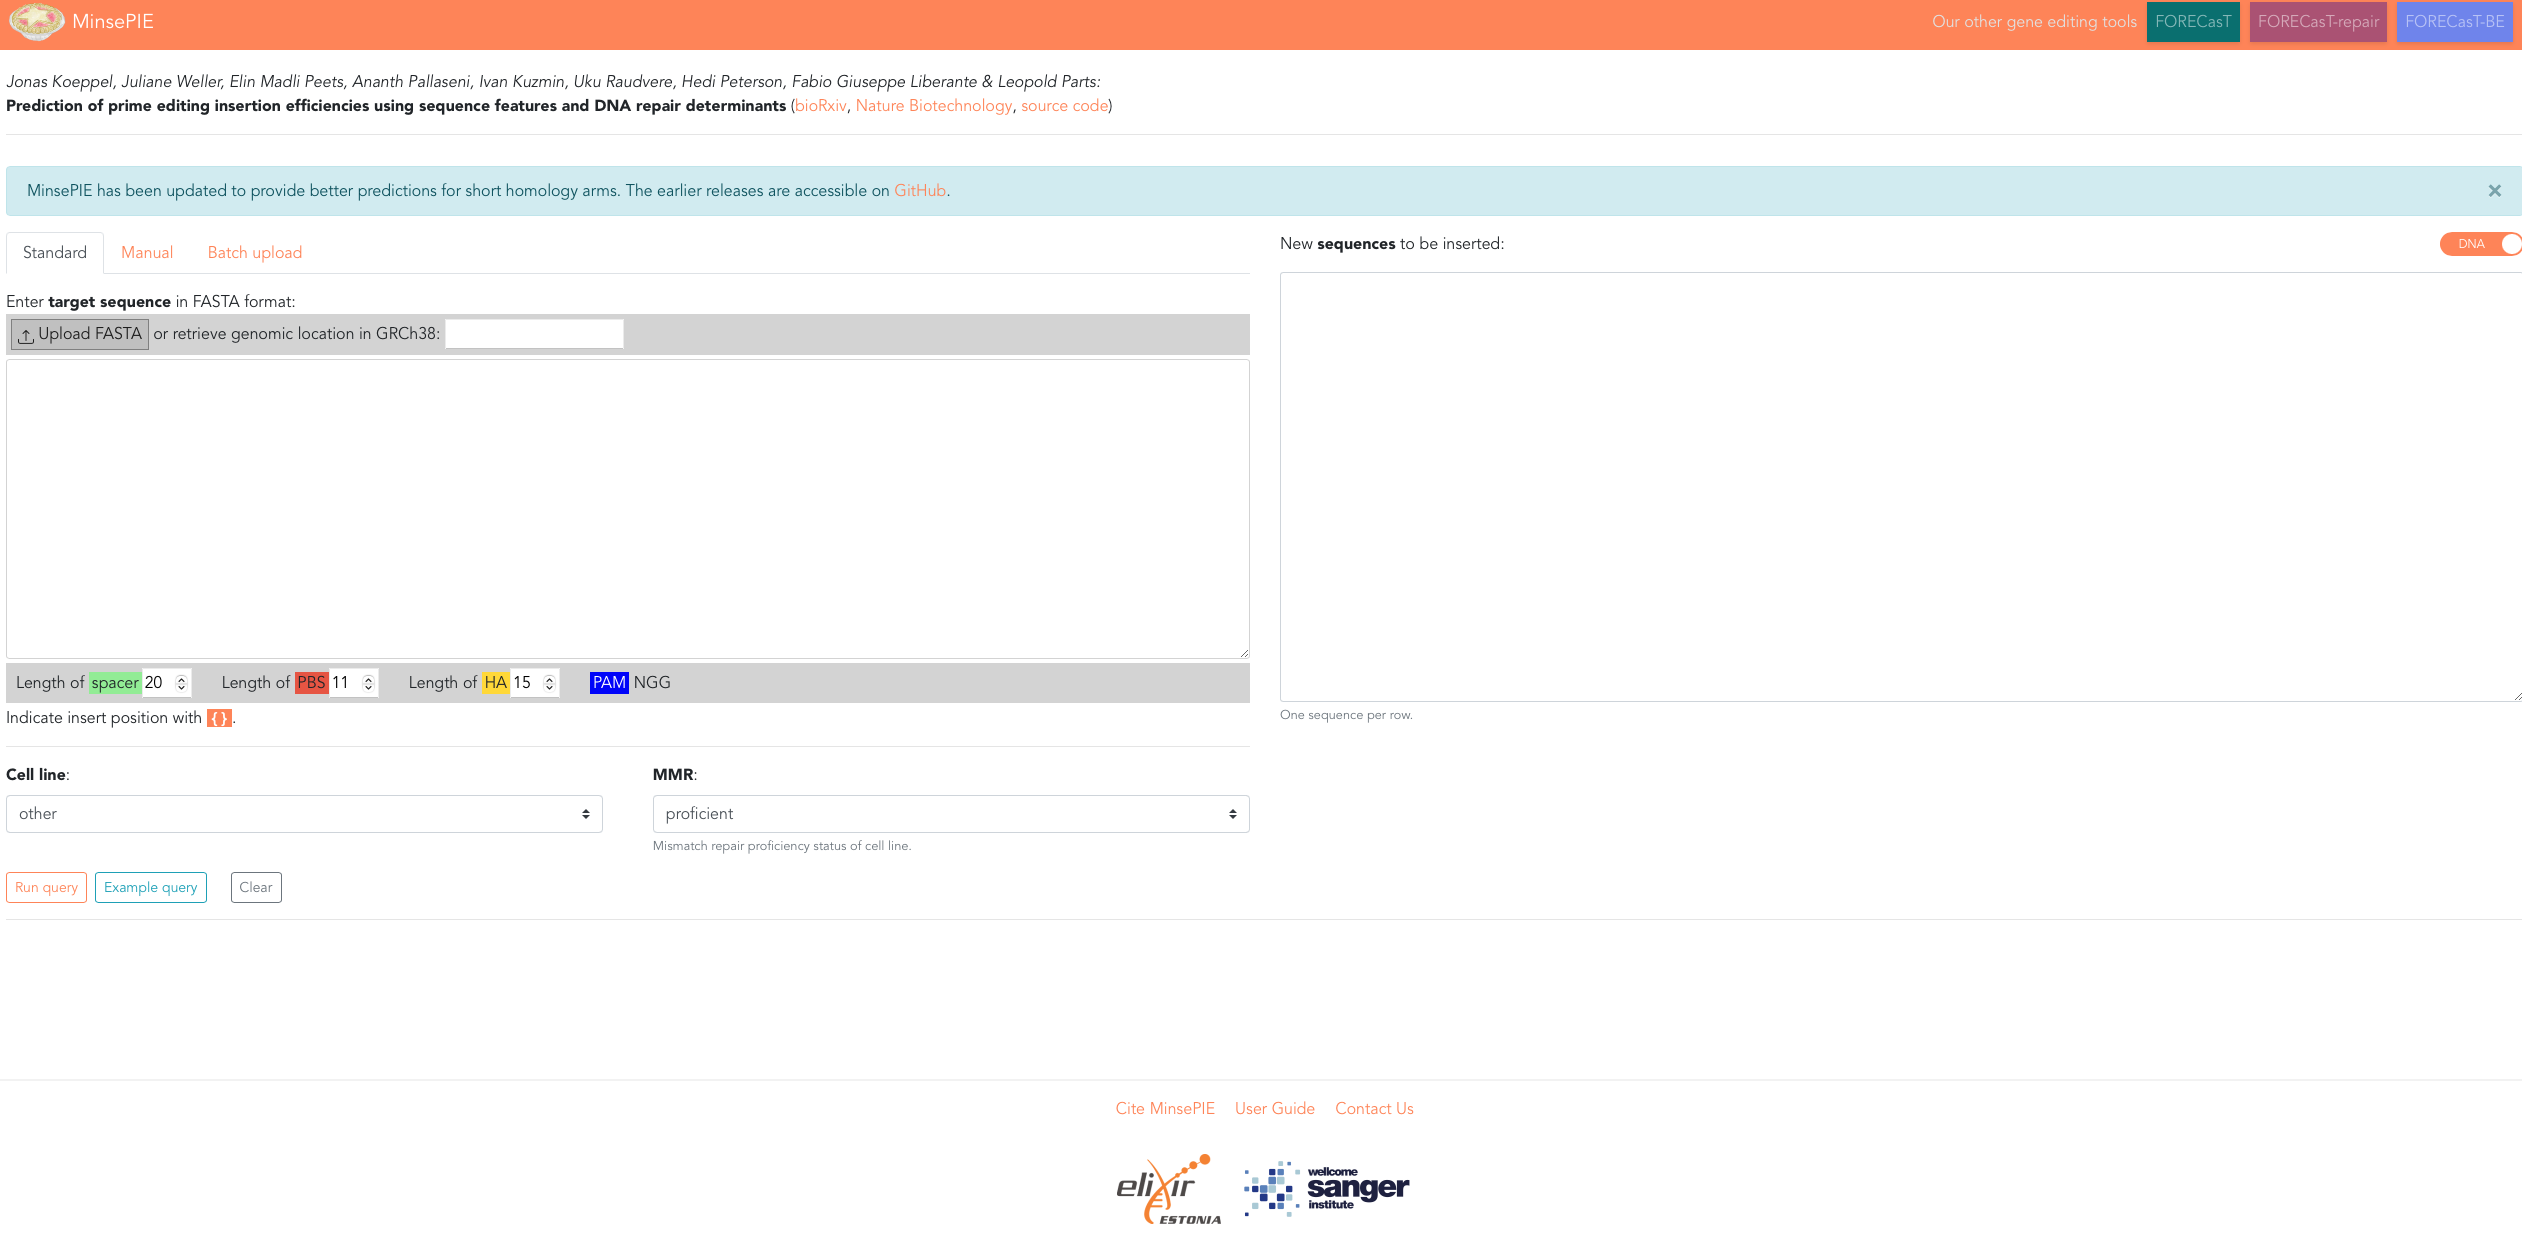 MinsePIE
Our other gene editing tools FORECasT FORECasT-repair FORECasT-BE
Jonas Koeppel, Juliane Weller, Elin Madli Peets, Ananth Pallaseni, Ivan Kuzmin, Uku Raudvere, Hedi Peterson, Fabio Giuseppe Liberante & Leopold Parts:
Prediction of prime editing insertion efficiencies using sequence features and DNA repair determinants (bioRxiv, Nature Biotechnology, source code)
MinsePIE has been updated to provide better predictions for short homology arms. The earlier releases are accessible on GitHub.
×
Standard Manual Batch upload
Enter target sequence in FASTA format:
Upload FASTA or retrieve genomic location in GRCh38:
Length of spacer 20 Length of PBS 11 Length of HA 15 PAM NGG
Indicate insert position with { }.
New sequences to be inserted:
DNA
One sequence per row.
Cell line:
other
MMR:
proficient
Mismatch repair proficiency status of cell line.
Run query Example query Clear
Cite MinsePIE User Guide Contact Us
elixir
ESTONIA
wellcome
sanger
institute